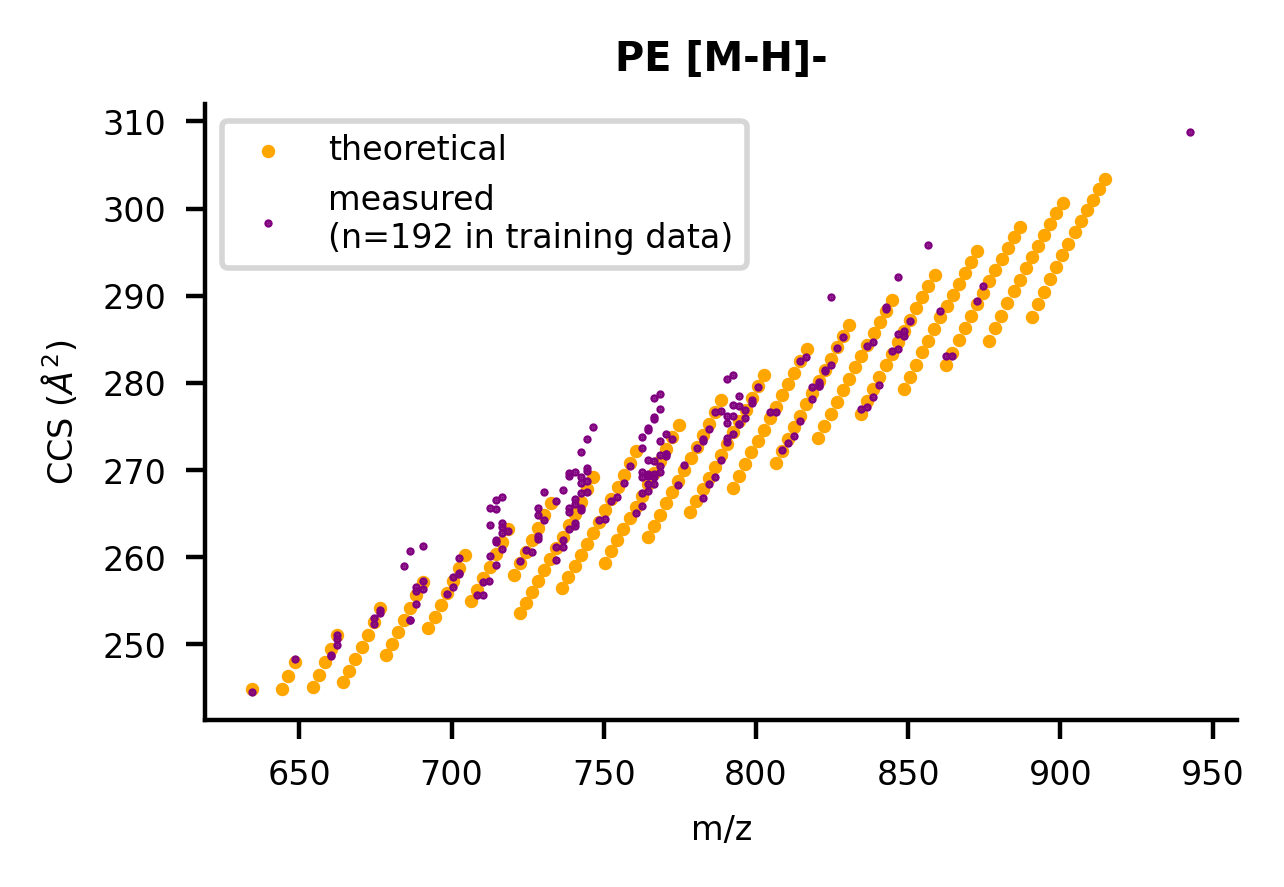 PE [M-H]-
theoretical
measured
(n=192 in training data)
CCS (Å²)
310
300
290
280
270
260
250
650 700 750 800 850 900 950
m/z